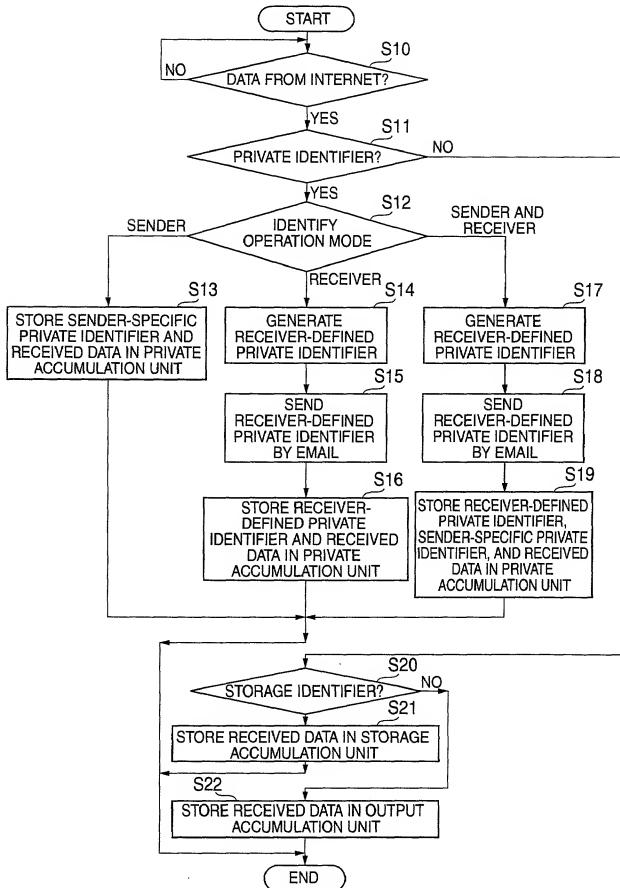 START
S10
DATA FROM INTERNET?
NO
YES
S11
PRIVATE IDENTIFIER?
NO
YES
S12
IDENTIFY
OPERATION MODE
SENDER
SENDER AND
RECEIVER
RECEIVER
S13
STORE SENDER-SPECIFIC
PRIVATE IDENTIFIER AND
RECEIVED DATA IN PRIVATE
ACCUMULATION UNIT
S14
GENERATE
RECEIVER-DEFINED
PRIVATE IDENTIFIER
S17
GENERATE
RECEIVER-DEFINED
PRIVATE IDENTIFIER
S15
SEND
RECEIVER-DEFINED
PRIVATE IDENTIFIER
BY EMAIL
S18
SEND
RECEIVER-DEFINED
PRIVATE IDENTIFIER
BY EMAIL
S16
STORE RECEIVER-
DEFINED PRIVATE
IDENTIFIER AND RECEIVED
DATA IN PRIVATE
ACCUMULATION UNIT
S19
STORE RECEIVER-DEFINED
PRIVATE IDENTIFIER,
SENDER-SPECIFIC PRIVATE
IDENTIFIER, AND RECEIVED
DATA IN PRIVATE
ACCUMULATION UNIT
S20
STORAGE IDENTIFIER?
NO
S21
STORE RECEIVED DATA IN STORAGE
ACCUMULATION UNIT
S22
STORE RECEIVED DATA IN OUTPUT
ACCUMULATION UNIT
END